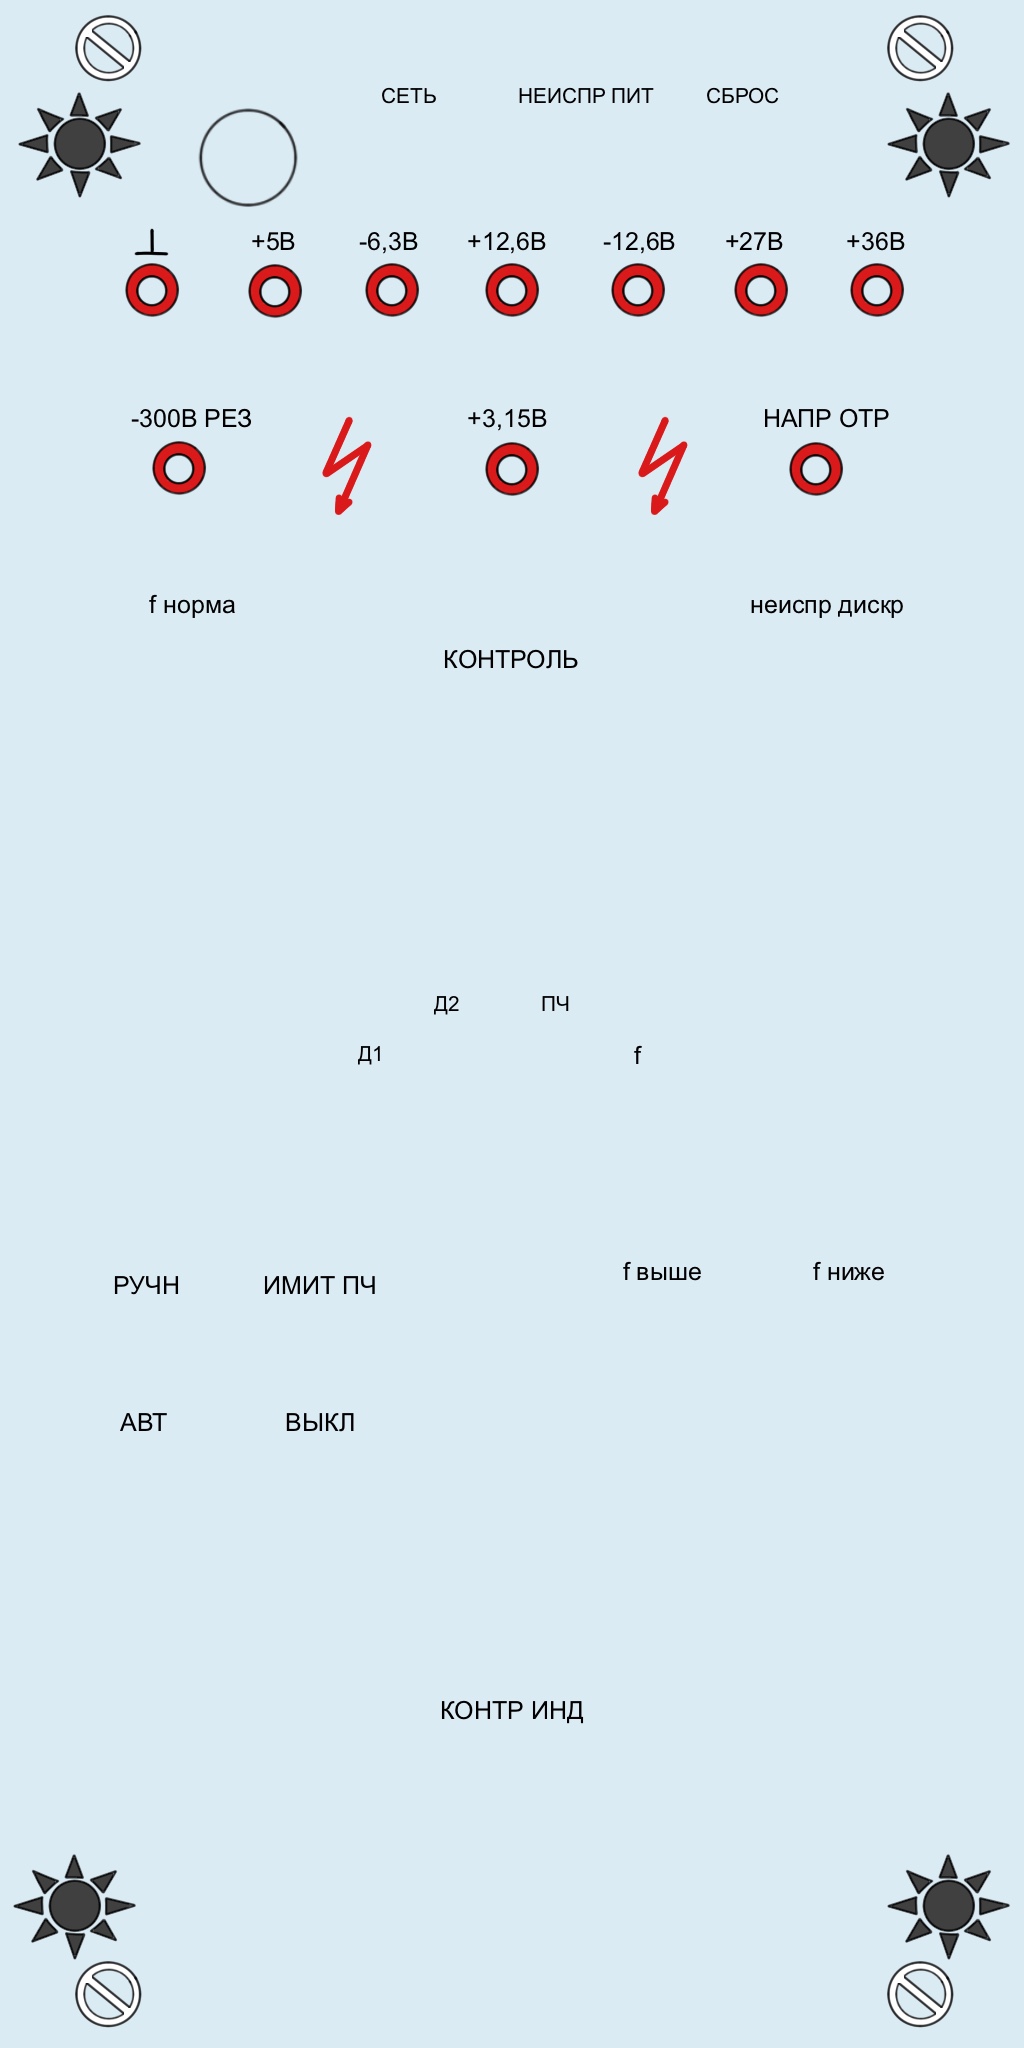 СЕТЬ НЕИСПР ПИТ СБРОС
+5В -6,3В +12,6В -12,6В +27В +36В
-300В РЕЗ +3,15В НАПР ОТР
f норма неиспр дискр
КОНТРОЛЬ
Д2 ПЧ
Д1 f
f выше f ниже
РУЧН ИМИТ ПЧ
АВТ ВЫКЛ
КОНТР ИНД